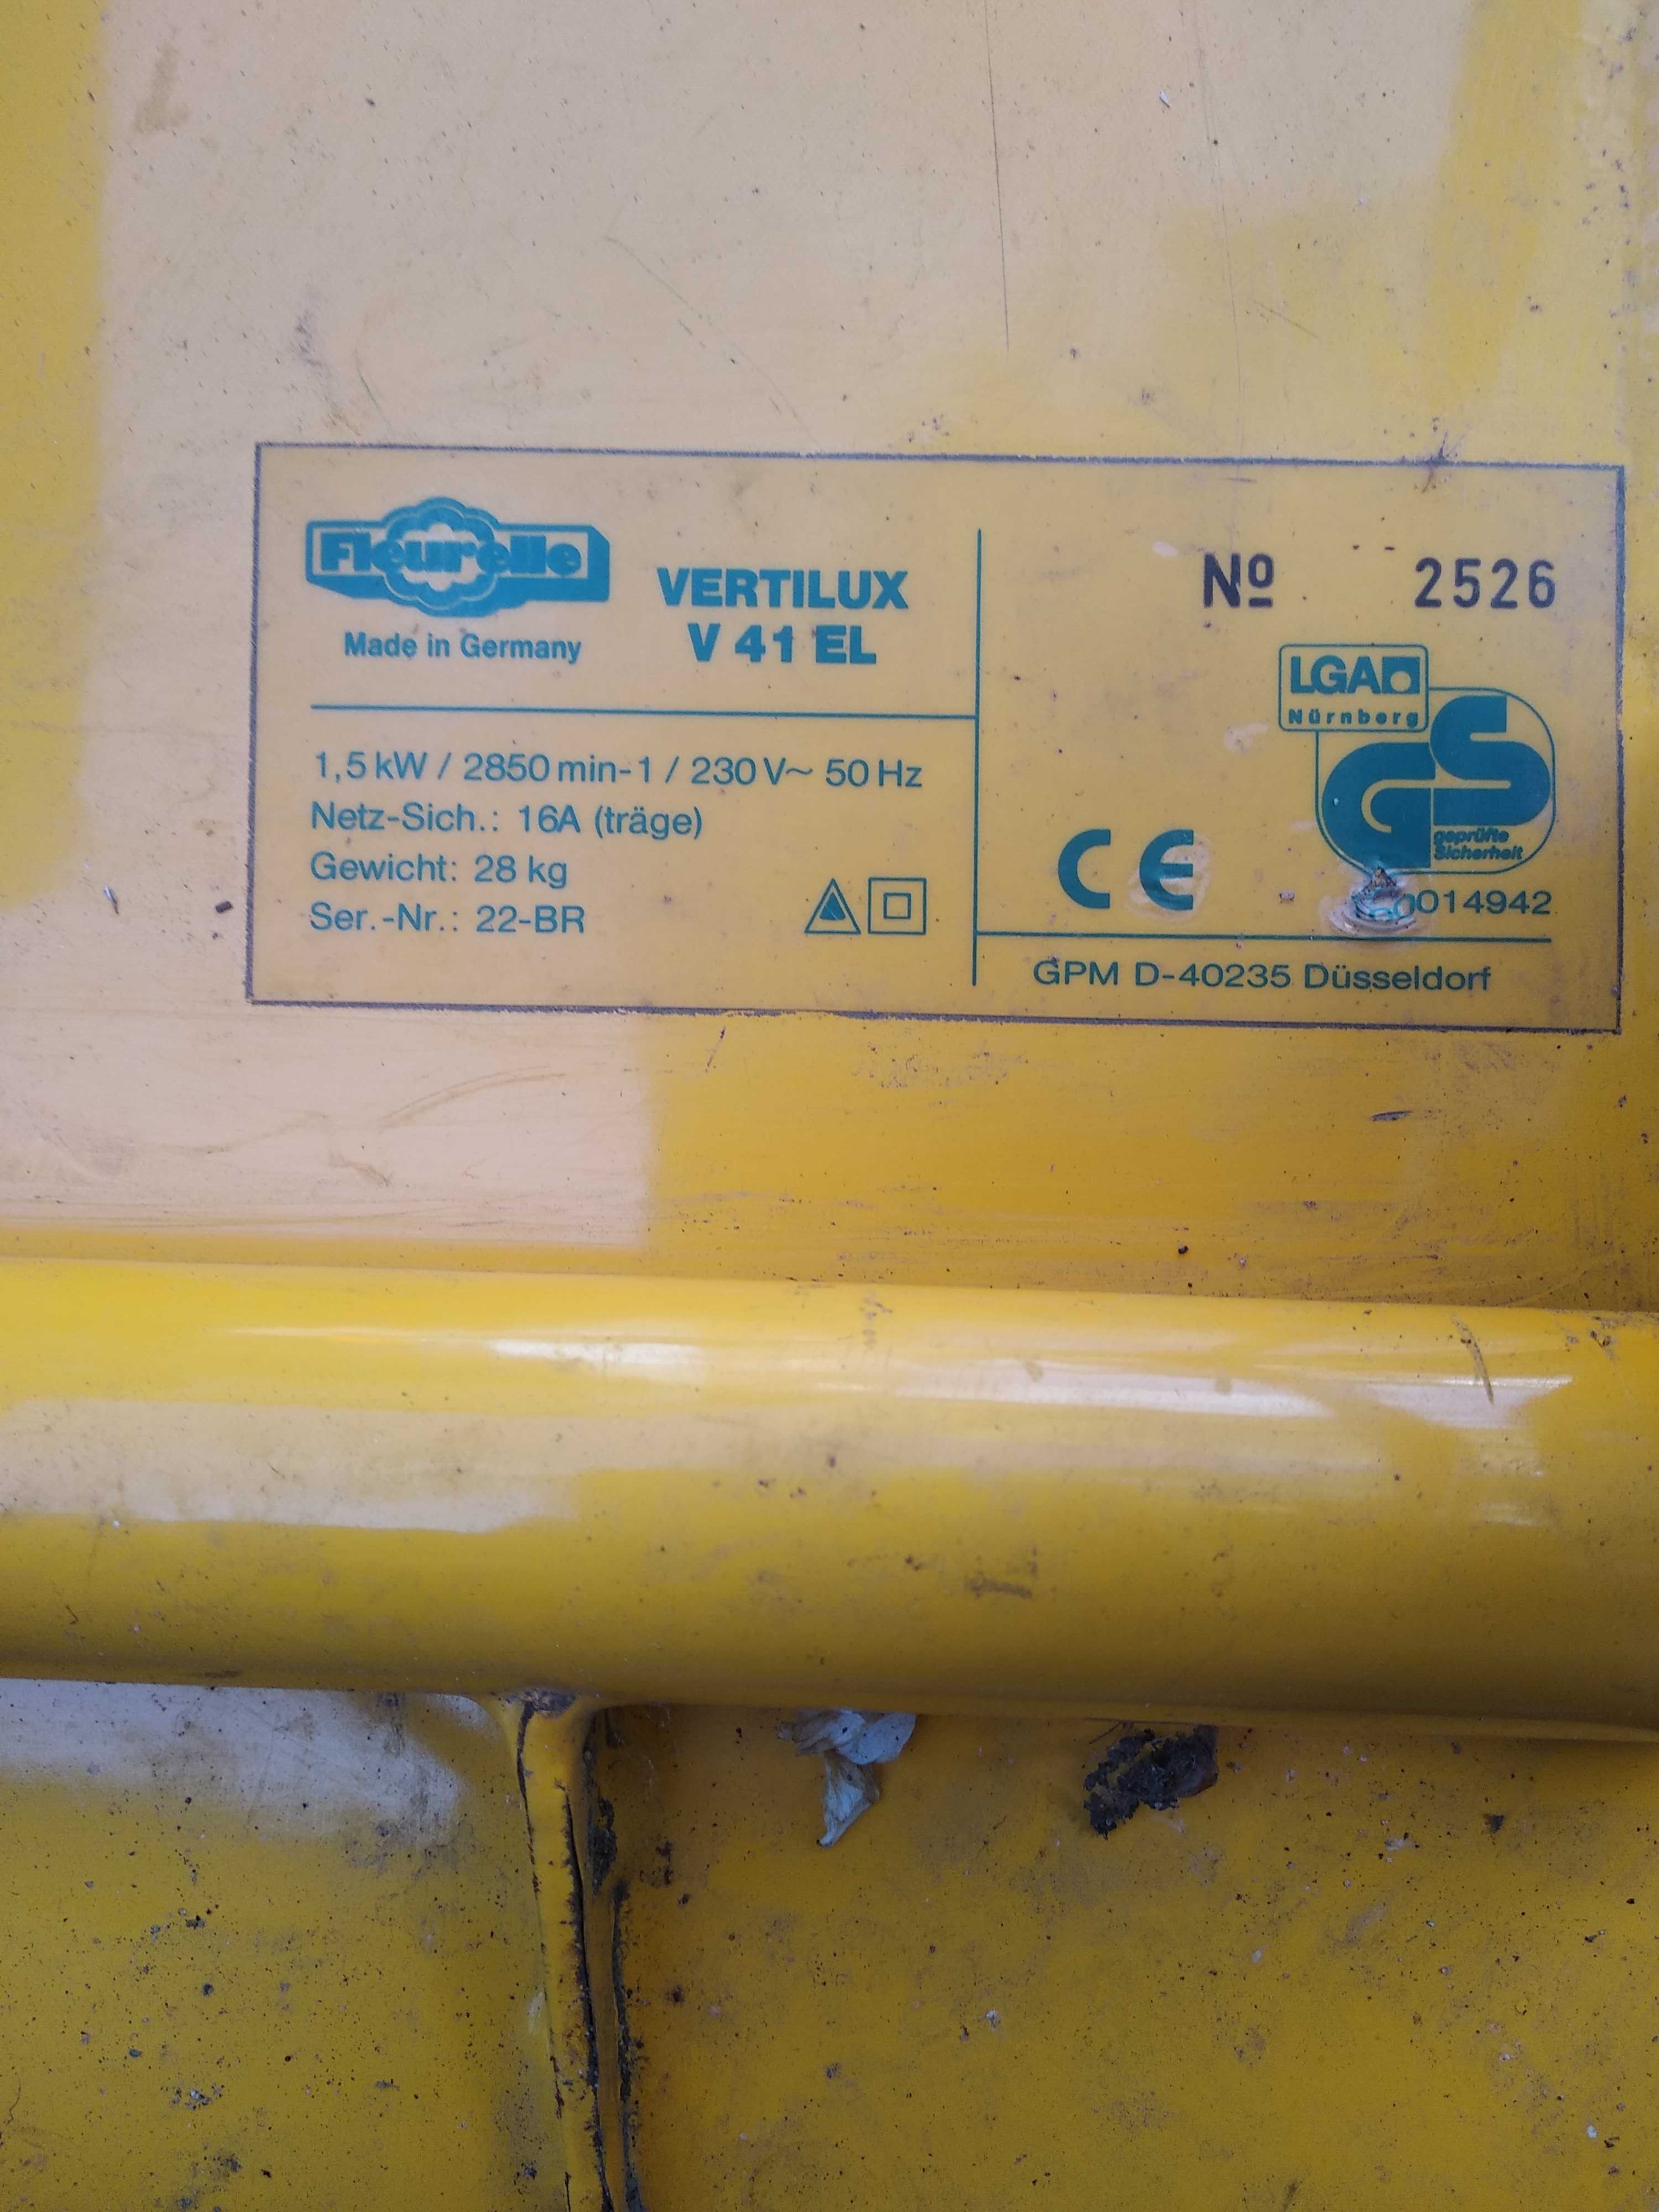 Fleurelle
Made in Germany
VERTILUX
V 41 EL
1,5 kW / 2850 min-1 / 230 V~ 50 Hz
Netz-Sich.: 16A (träge)
Gewicht: 28 kg
Ser.-Nr.: 22-BR
Nº 2526
LGA
Nürnberg
GS
geprüfte
Sicherheit
CE
014942
GPM D-40235 Düsseldorf